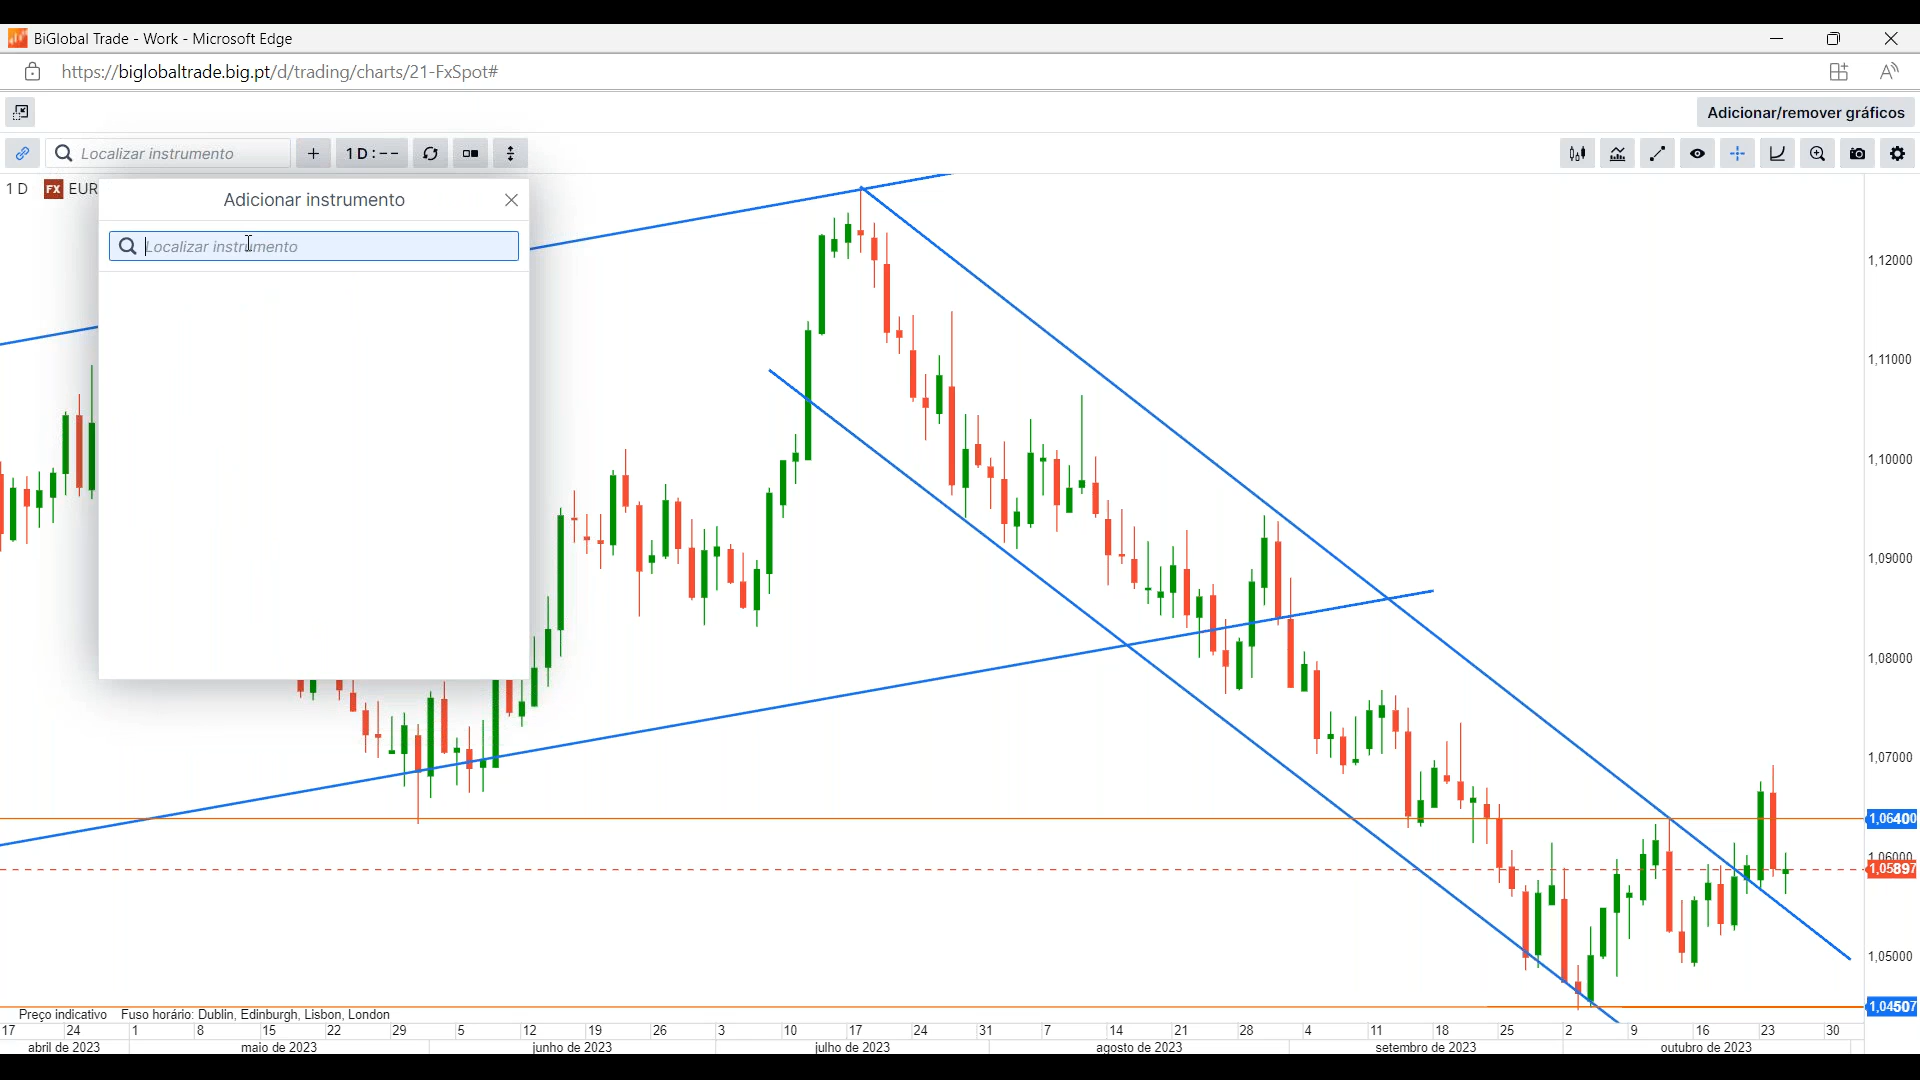 BiGlobal Trade - Work - Microsoft Edge
https://biglobaltrade.big.pt/d/trading/charts/21-FxSpot#
Adicionar/remover gráficos
Localizar instrumento
1 D : --
1 D FX EUR
Adicionar instrumento
Localizar instrumento
1,12000
1,11000
1,10000
1,09000
1,08000
1,07000
1,06400
1,06000
1,05897
1,05000
1,04507
Preço indicativo Fuso horário: Dublin, Edinburgh, Lisbon, London
17 24 1 8 15 22 29 5 12 19 26 3 10 17 24 31 7 14 21 28 4 11 18 25 2 9 16 23 30
abril de 2023 maio de 2023 junho de 2023 julho de 2023 agosto de 2023 setembro de 2023 outubro de 2023